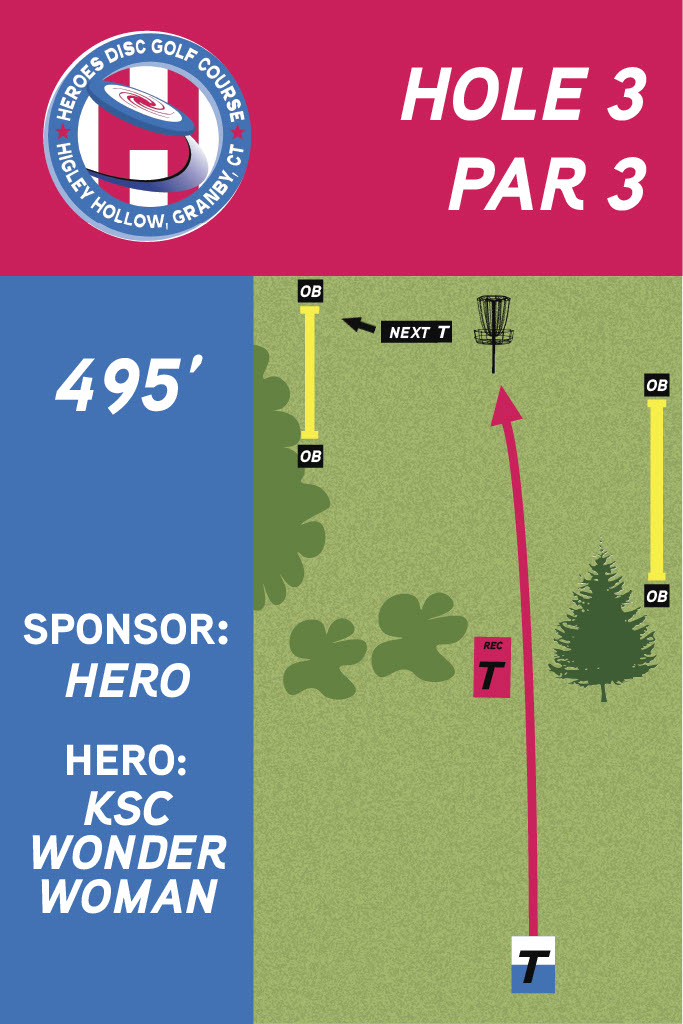 HEROES DISC GOLF COURSE
HIGLEY HOLLOW, GRANBY, CT
H
HOLE 3
PAR 3
495'
SPONSOR:
HERO
HERO:
KSC
WONDER
WOMAN
OB
NEXT T
OB
OB
OB
REC
T
T